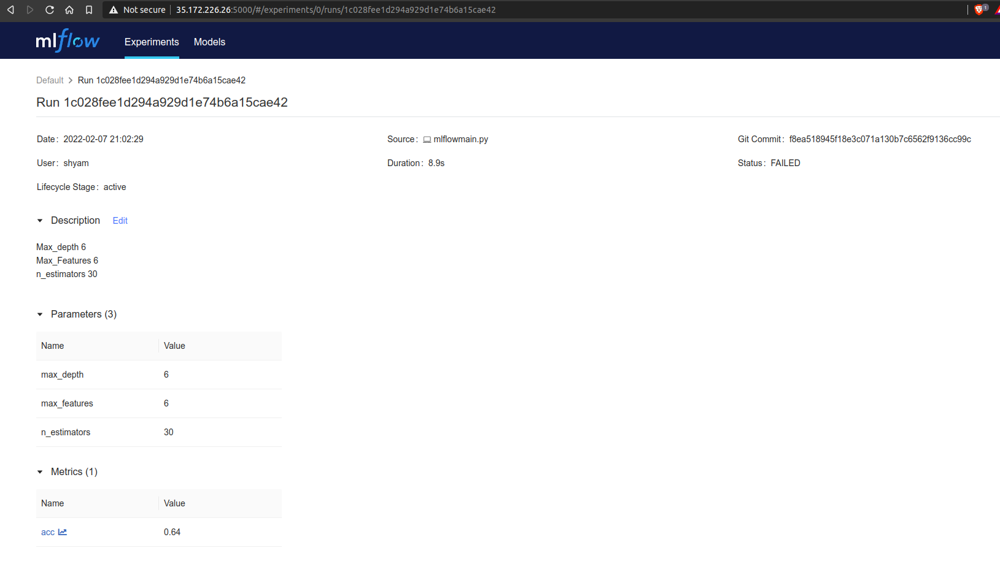 Not secure 35.172.226.26:5000/#/experiments/0/runs/1c028fee1d294a929d1e74b6a15cae42 1
mlflow Experiments Models
Default > Run 1c028fee1d294a929d1e74b6a15cae42
Run 1c028fee1d294a929d1e74b6a15cae42
Date: 2022-02-07 21:02:29 Source: mlflowmain.py Git Commit: f8ea518945f18e3c071a130b7c6562f9136cc99c
User: shyam Duration: 8.9s Status: FAILED
Lifecycle Stage: active
Description Edit
Max_depth 6
Max_Features 6
n_estimators 30
Parameters (3)
Name Value
max_depth 6
max_features 6
n_estimators 30
Metrics (1)
Name Value
acc 0.64